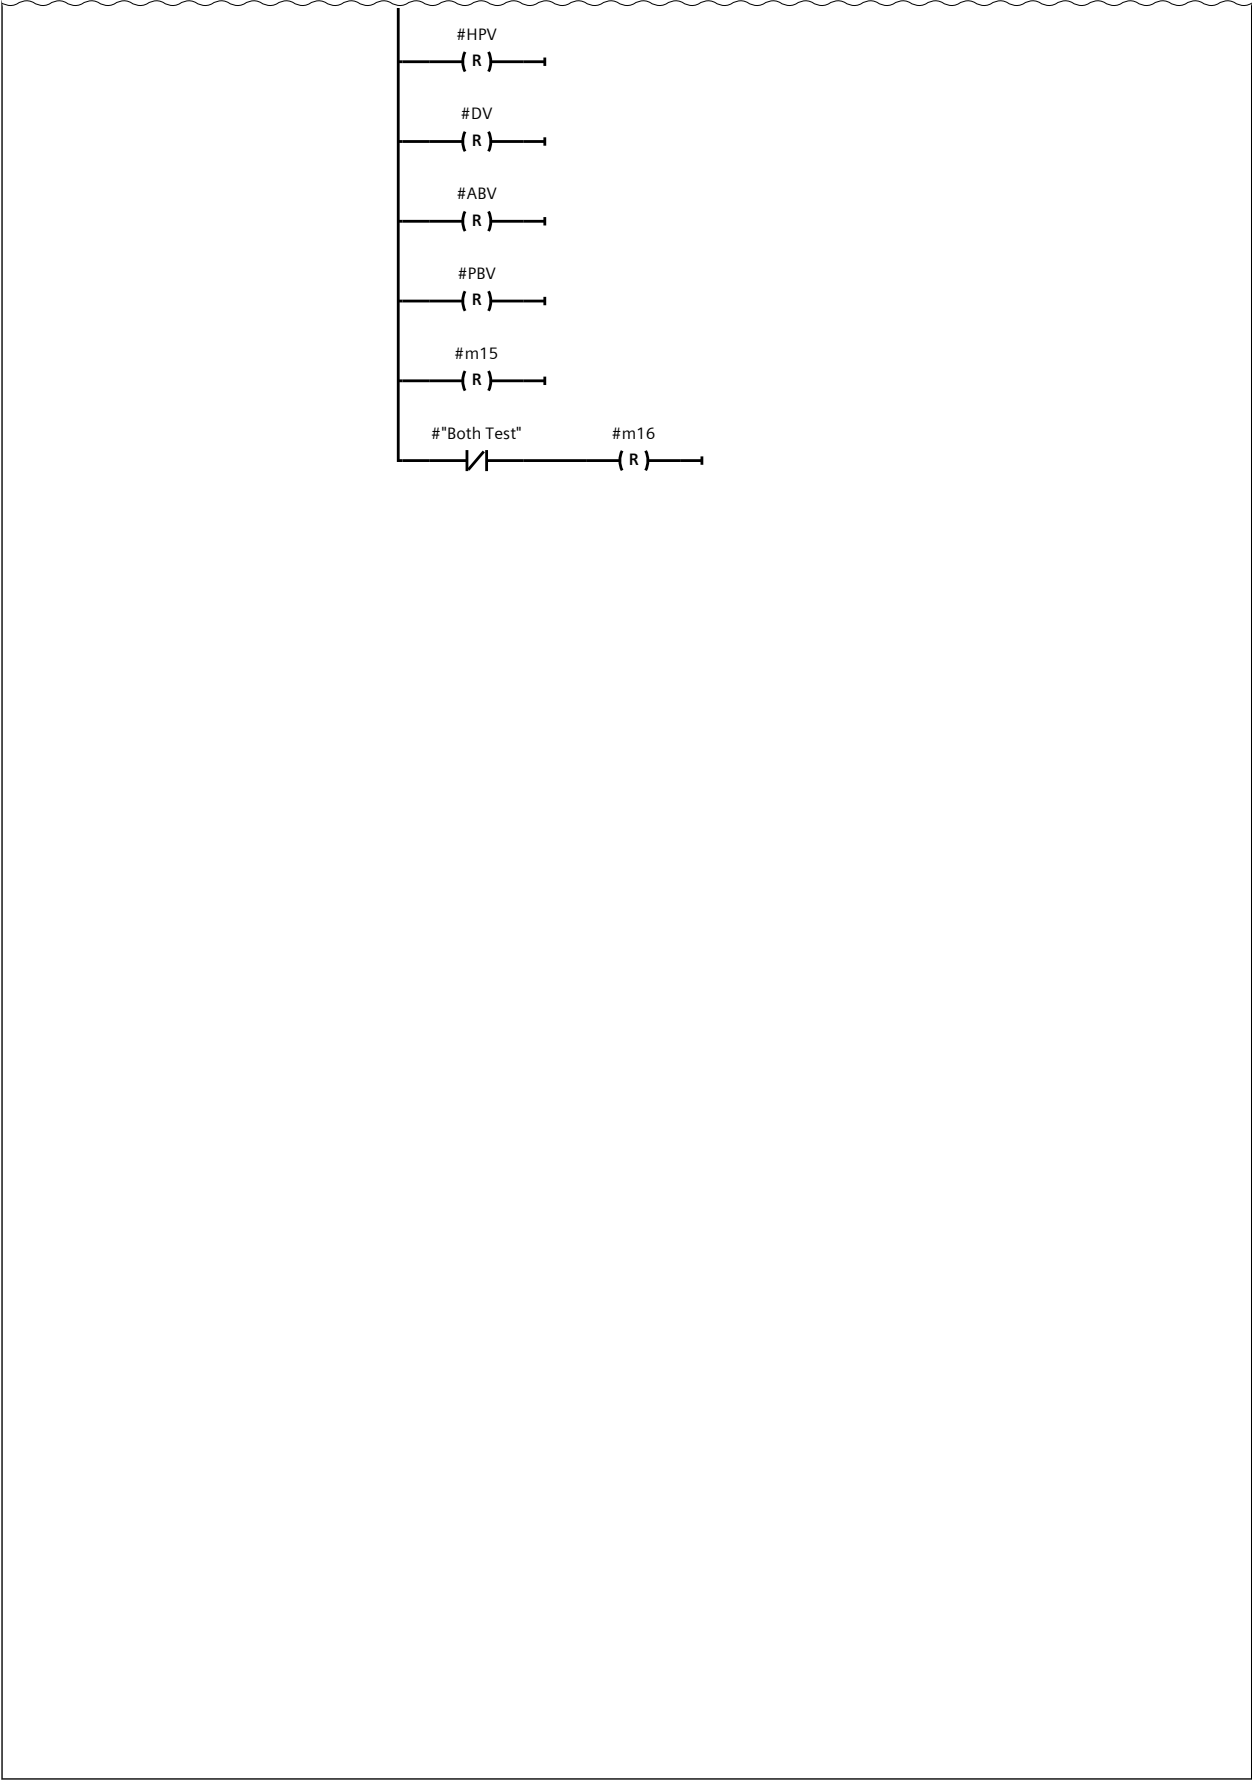 #HPV
( R )
#DV
( R )
#ABV
( R )
#PBV
( R )
#m15
( R )
#"Both Test" #m16
( R )